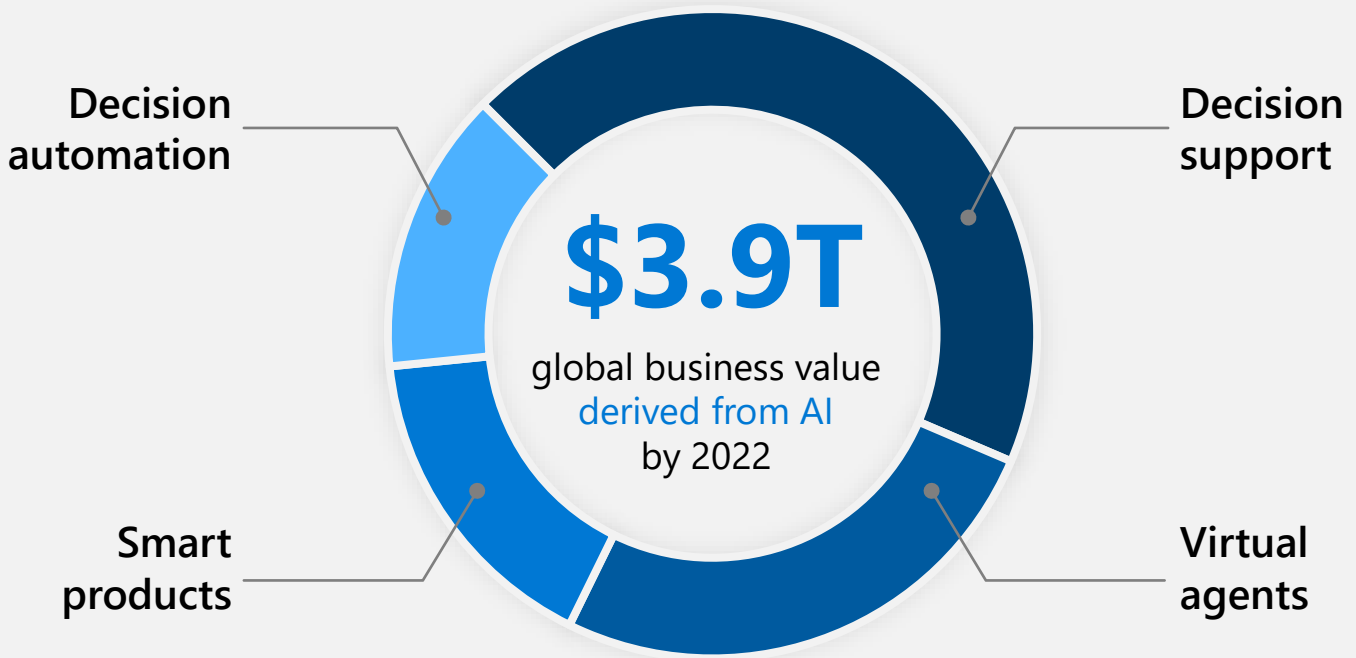 Decision
automation
Decision
support
$3.9T
global business value
derived from AI
by 2022
Smart
products
Virtual
agents